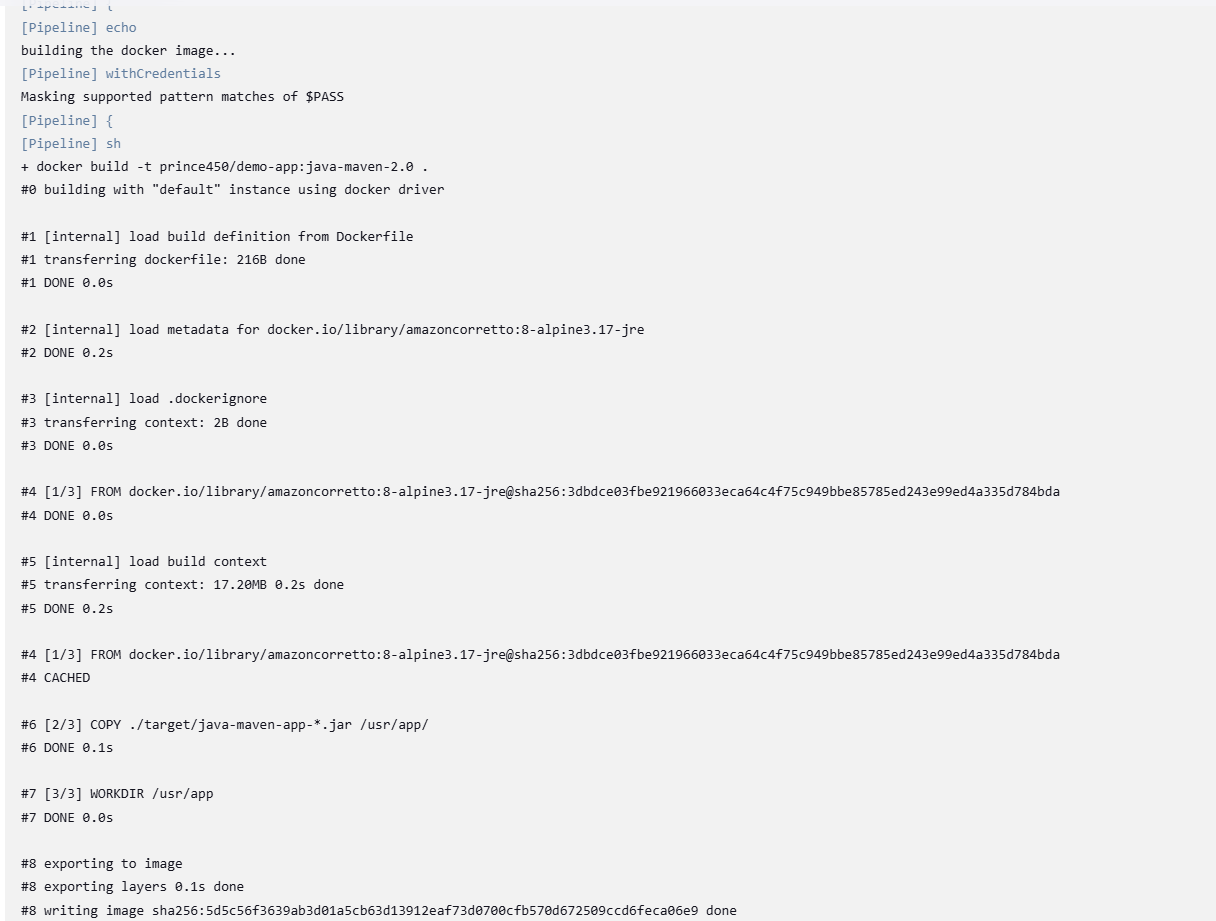 [Pipeline] {
[Pipeline] echo
building the docker image...
[Pipeline] withCredentials
Masking supported pattern matches of $PASS
[Pipeline] {
[Pipeline] sh
+ docker build -t prince450/demo-app:java-maven-2.0 .
#0 building with "default" instance using docker driver
#1 [internal] load build definition from Dockerfile
#1 transferring dockerfile: 216B done
#1 DONE 0.0s
#2 [internal] load metadata for docker.io/library/amazoncorretto:8-alpine3.17-jre
#2 DONE 0.2s
#3 [internal] load .dockerignore
#3 transferring context: 2B done
#3 DONE 0.0s
#4 [1/3] FROM docker.io/library/amazoncorretto:8-alpine3.17-jre@sha256:3dbdce03fbe921966033eca64c4f75c949bbe85785ed243e99ed4a335d784bda
#4 DONE 0.0s
#5 [internal] load build context
#5 transferring context: 17.20MB 0.2s done
#5 DONE 0.2s
#4 [1/3] FROM docker.io/library/amazoncorretto:8-alpine3.17-jre@sha256:3dbdce03fbe921966033eca64c4f75c949bbe85785ed243e99ed4a335d784bda
#4 CACHED
#6 [2/3] COPY ./target/java-maven-app-*.jar /usr/app/
#6 DONE 0.1s
#7 [3/3] WORKDIR /usr/app
#7 DONE 0.0s
#8 exporting to image
#8 exporting layers 0.1s done
#8 writing image sha256:5d5c56f3639ab3d01a5cb63d13912eaf73d0700cfb570d672509ccd6feca06e9 done